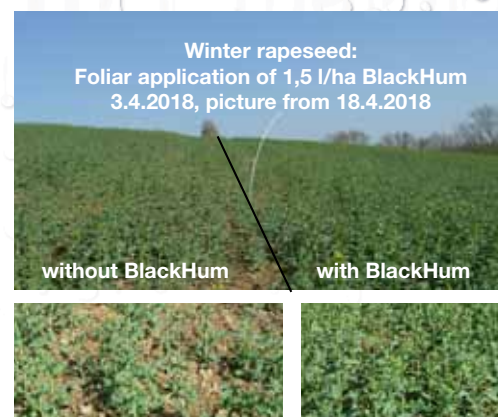 Winter rapeseed:
Foliar application of 1,5 l/ha BlackHum
3.4.2018, picture from 18.4.2018
without BlackHum
with BlackHum